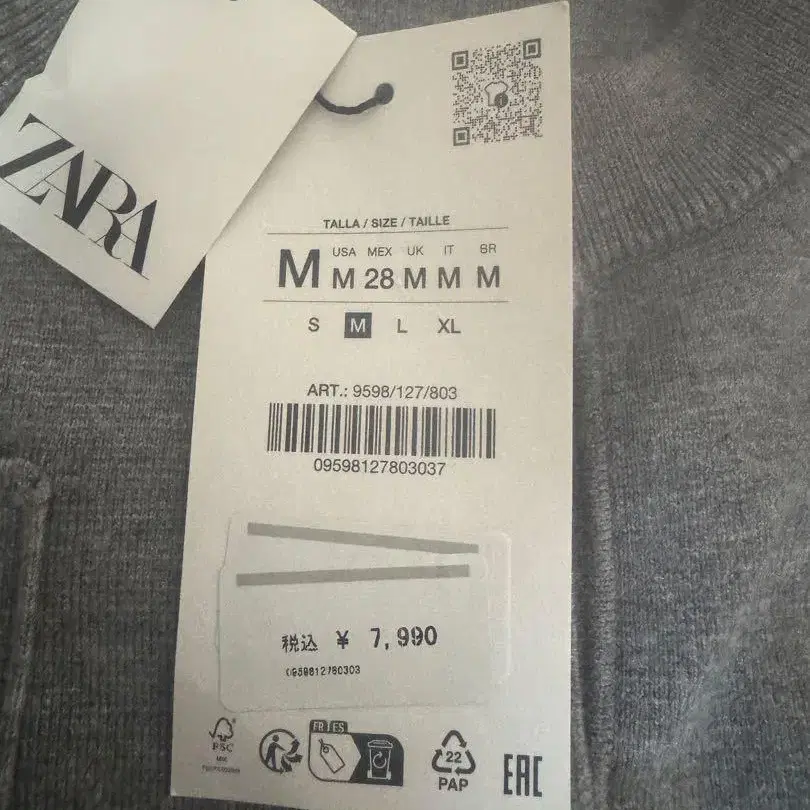 ZARA
TALLA / SIZE / TAILLE
USA MEX UK IT BR
M M 28 M M M
S M L XL
ART.: 9598/127/803
09598127803037
税込 ¥ 7,990
FSC
MIX
FR ES
22
PAP
EAC